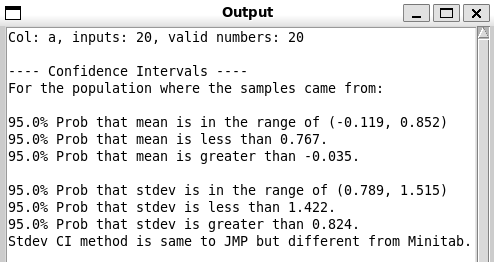 Output
Col: a, inputs: 20, valid numbers: 20
---- Confidence Intervals ----
For the population where the samples came from:
95.0% Prob that mean is in the range of (-0.119, 0.852)
95.0% Prob that mean is less than 0.767.
95.0% Prob that mean is greater than -0.035.
95.0% Prob that stdev is in the range of (0.789, 1.515)
95.0% Prob that stdev is less than 1.422.
95.0% Prob that stdev is greater than 0.824.
Stdev CI method is same to JMP but different from Minitab.